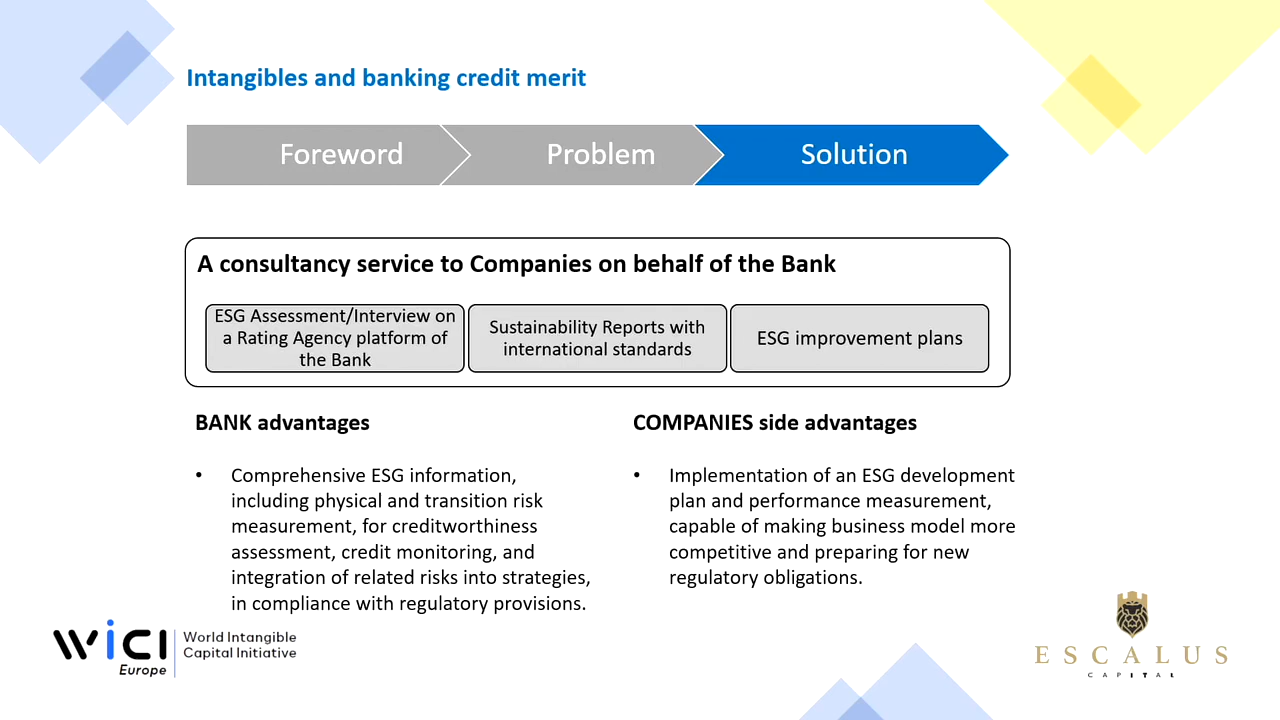 Intangibles and banking credit merit
Foreword
Problem
Solution
A consultancy service to Companies on behalf of the Bank
ESG Assessment/Interview on
a Rating Agency platform of
the Bank
Sustainability Reports with
international standards
ESG improvement plans
BANK advantages
• Comprehensive ESG information,
including physical and transition risk
measurement, for creditworthiness
assessment, credit monitoring, and
integration of related risks into strategies,
in compliance with regulatory provisions.
COMPANIES side advantages
• Implementation of an ESG development
plan and performance measurement,
capable of making business model more
competitive and preparing for new
regulatory obligations.
WiCI
Europe
World Intangible
Capital Initiative
ESCALUS
CAPITAL